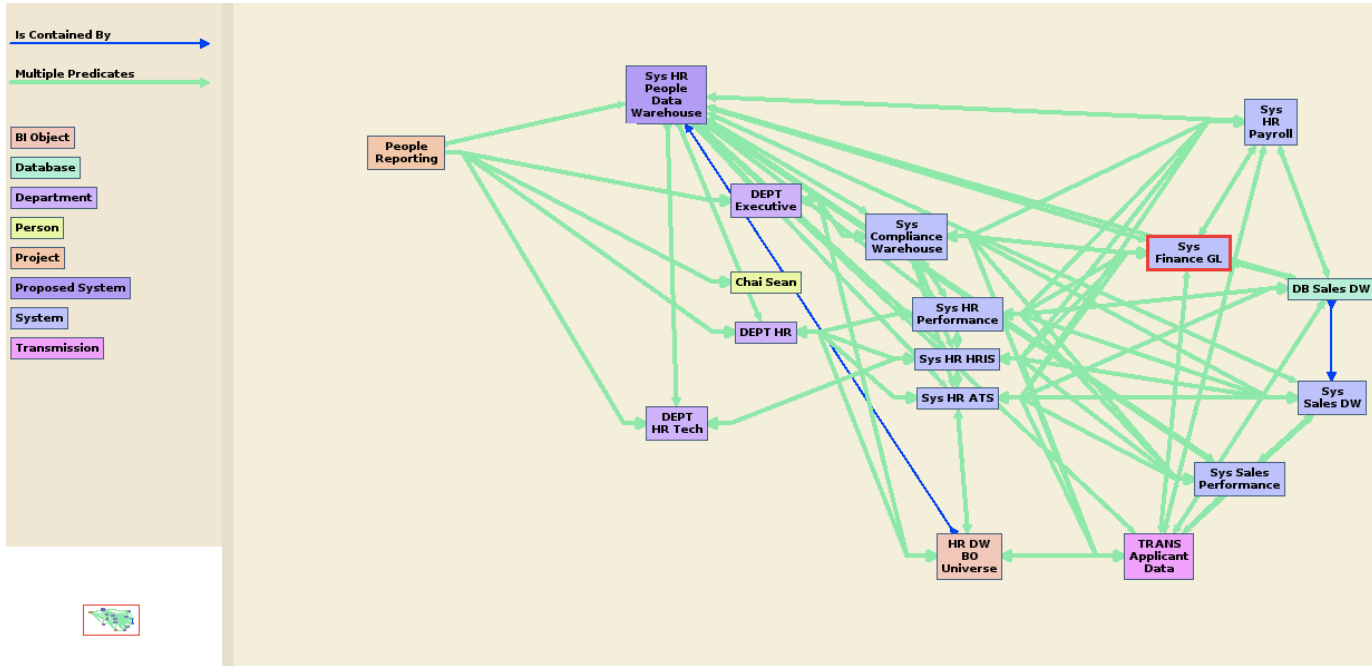 Is Contained By
Multiple Predicates
BI Object
Database
Department
Person
Project
Proposed System
System
Transmission
People
Reporting
Sys HR
People
Data
Warehouse
Sys
HR
Payroll
DEPT
Executive
Sys
Compliance
Warehouse
Sys
Finance GL
Chai Sean
DB Sales DW
Sys HR
Performance
DEPT HR
Sys HR HRIS
Sys HR ATS
Sys
Sales DW
DEPT
HR Tech
Sys Sales
Performance
HR DW
BO
Universe
TRANS
Applicant
Data